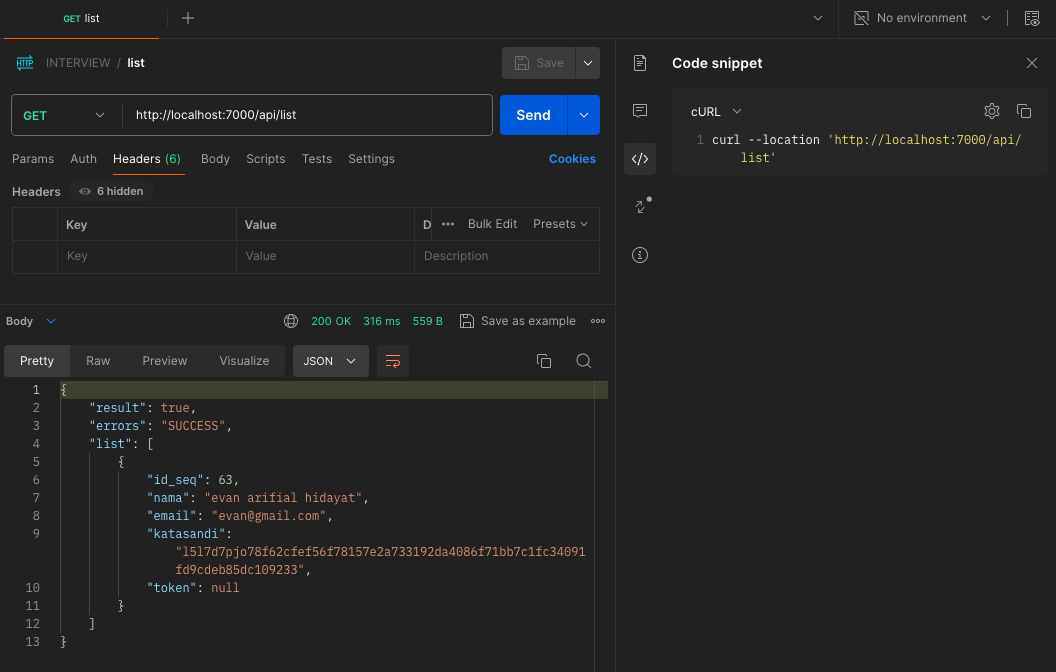 GET list
No environment
HTTP INTERVIEW / list
Save
GET http://localhost:7000/api/list
Send
Params Auth Headers (6) Body Scripts Tests Settings
Cookies
Headers 6 hidden
Key Value D Bulk Edit Presets
Key Value Description
Body
200 OK 316 ms 559 B Save as example
Pretty Raw Preview Visualize JSON
1 {
2 "result": true,
3 "errors": "SUCCESS",
4 "list": [
5 {
6 "id_seq": 63,
7 "nama": "evan arifial hidayat",
8 "email": "evan@gmail.com",
9 "katasandi":
"l5l7d7pjo78f62cfef56f78157e2a733192da4086f71bb7c1fc34091
fd9cdeb85dc109233",
10 "token": null
11 }
12 ]
13 }
Code snippet
cURL
1 curl --location 'http://localhost:7000/api/
list'